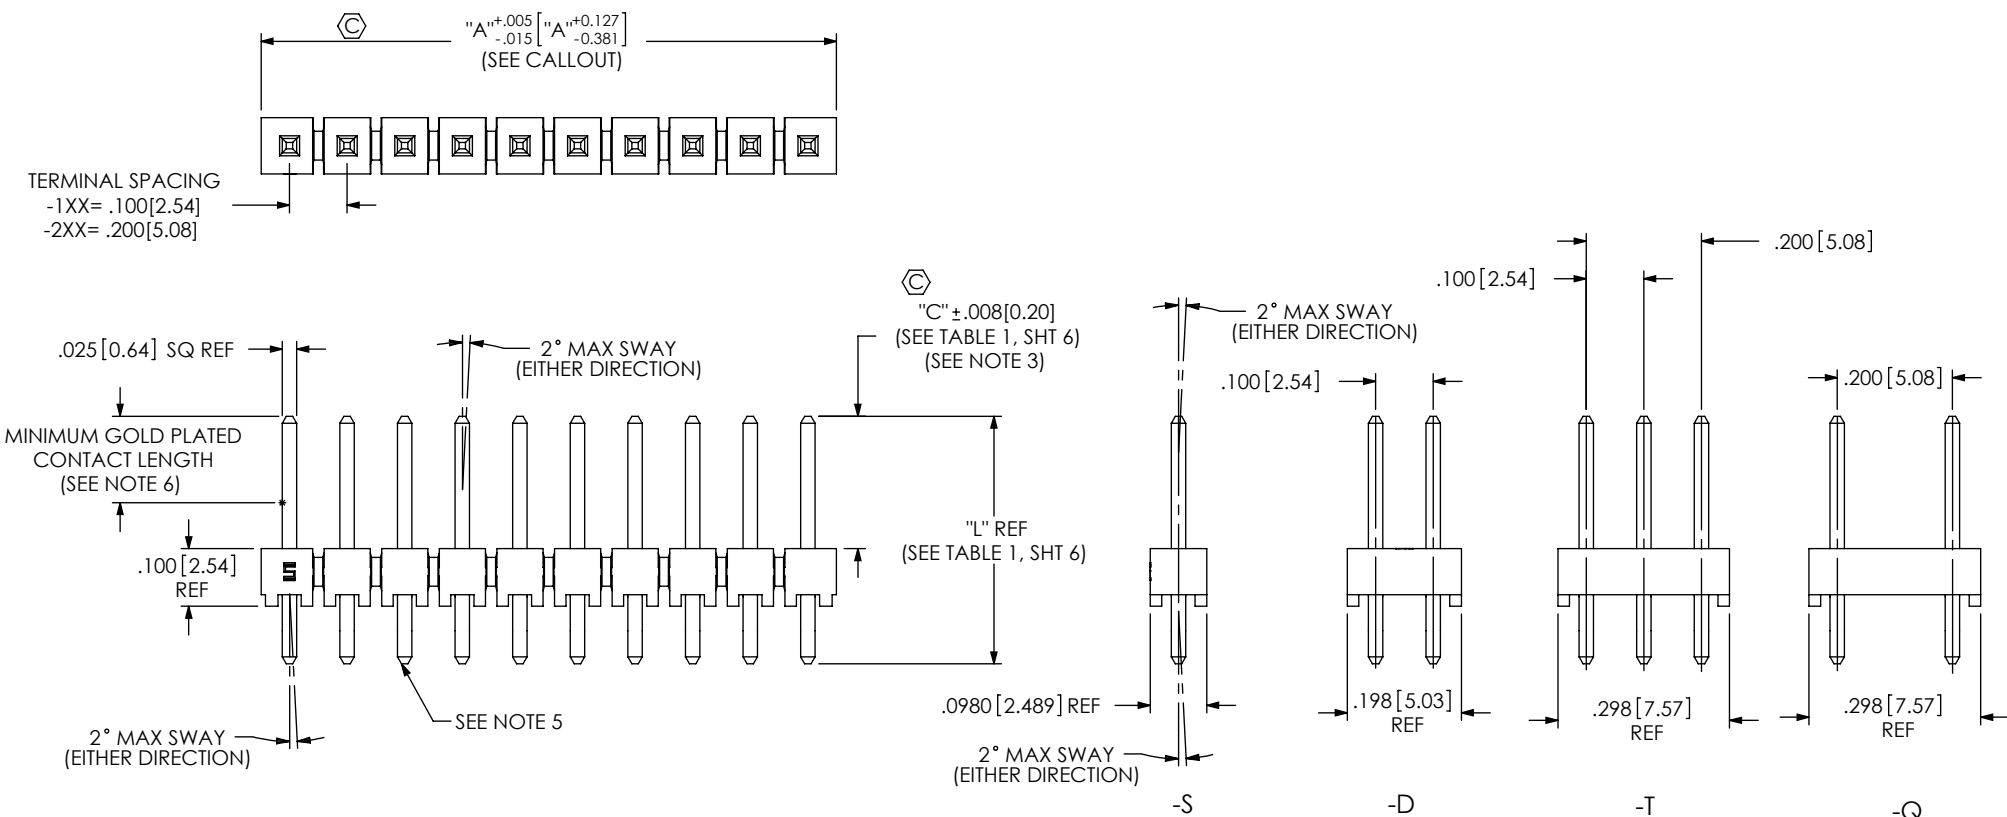 C
"A"+.005 -.015 ["A"+0.127 -0.381]
(SEE CALLOUT)
TERMINAL SPACING
-1XX= .100[2.54]
-2XX= .200[5.08]
.025[0.64] SQ REF
2° MAX SWAY
(EITHER DIRECTION)
C
"C"±.008[0.20]
(SEE TABLE 1, SHT 6)
(SEE NOTE 3)
MINIMUM GOLD PLATED
CONTACT LENGTH
(SEE NOTE 6)
*
.100[2.54]
REF
"L" REF
(SEE TABLE 1, SHT 6)
2° MAX SWAY
(EITHER DIRECTION)
SEE NOTE 5
2° MAX SWAY
(EITHER DIRECTION)
.0980[2.489] REF
2° MAX SWAY
(EITHER DIRECTION)
-S
.100[2.54]
.198[5.03]
REF
-D
.200[5.08]
.100[2.54]
.298[7.57]
REF
-T
.200[5.08]
.298[7.57]
REF
-Q